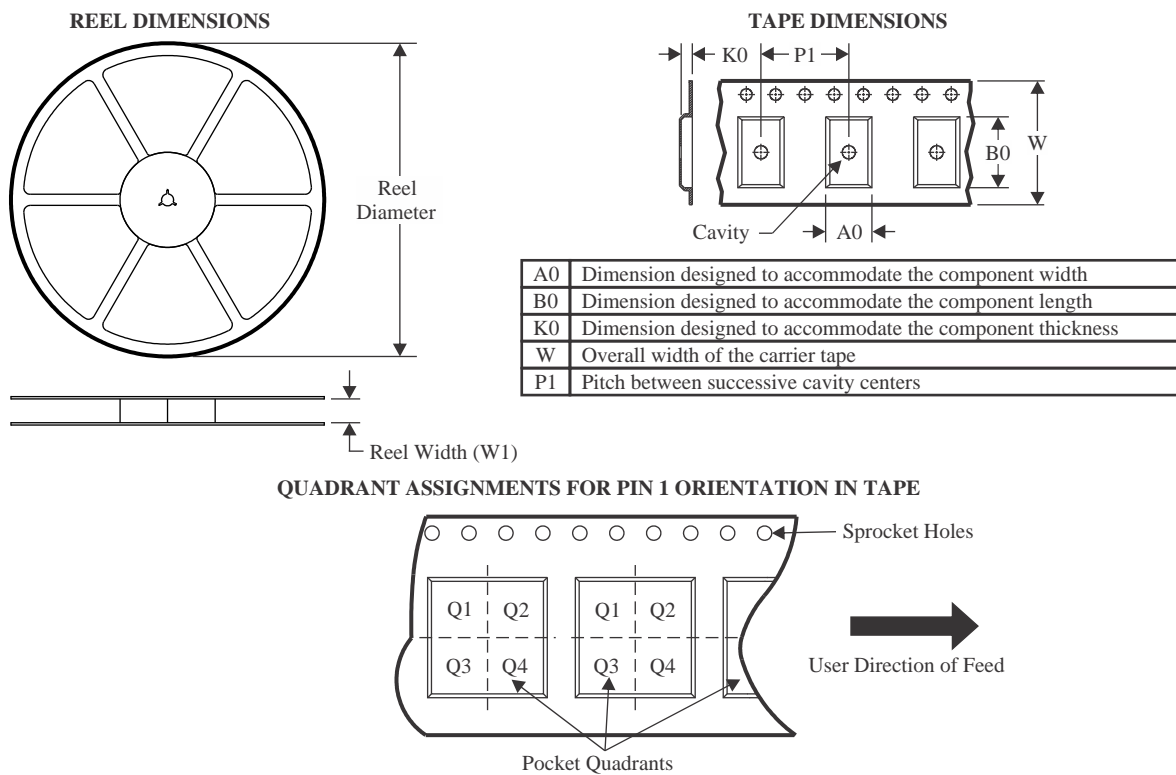 REEL DIMENSIONS
Reel
Diameter
Reel Width (W1)
TAPE DIMENSIONS
K0
P1
B0
W
Cavity
A0
A0 Dimension designed to accommodate the component width
B0 Dimension designed to accommodate the component length
K0 Dimension designed to accommodate the component thickness
W Overall width of the carrier tape
P1 Pitch between successive cavity centers
QUADRANT ASSIGNMENTS FOR PIN 1 ORIENTATION IN TAPE
Sprocket Holes
Q1 Q2 Q1 Q2
Q3 Q4 Q3 Q4
User Direction of Feed
Pocket Quadrants